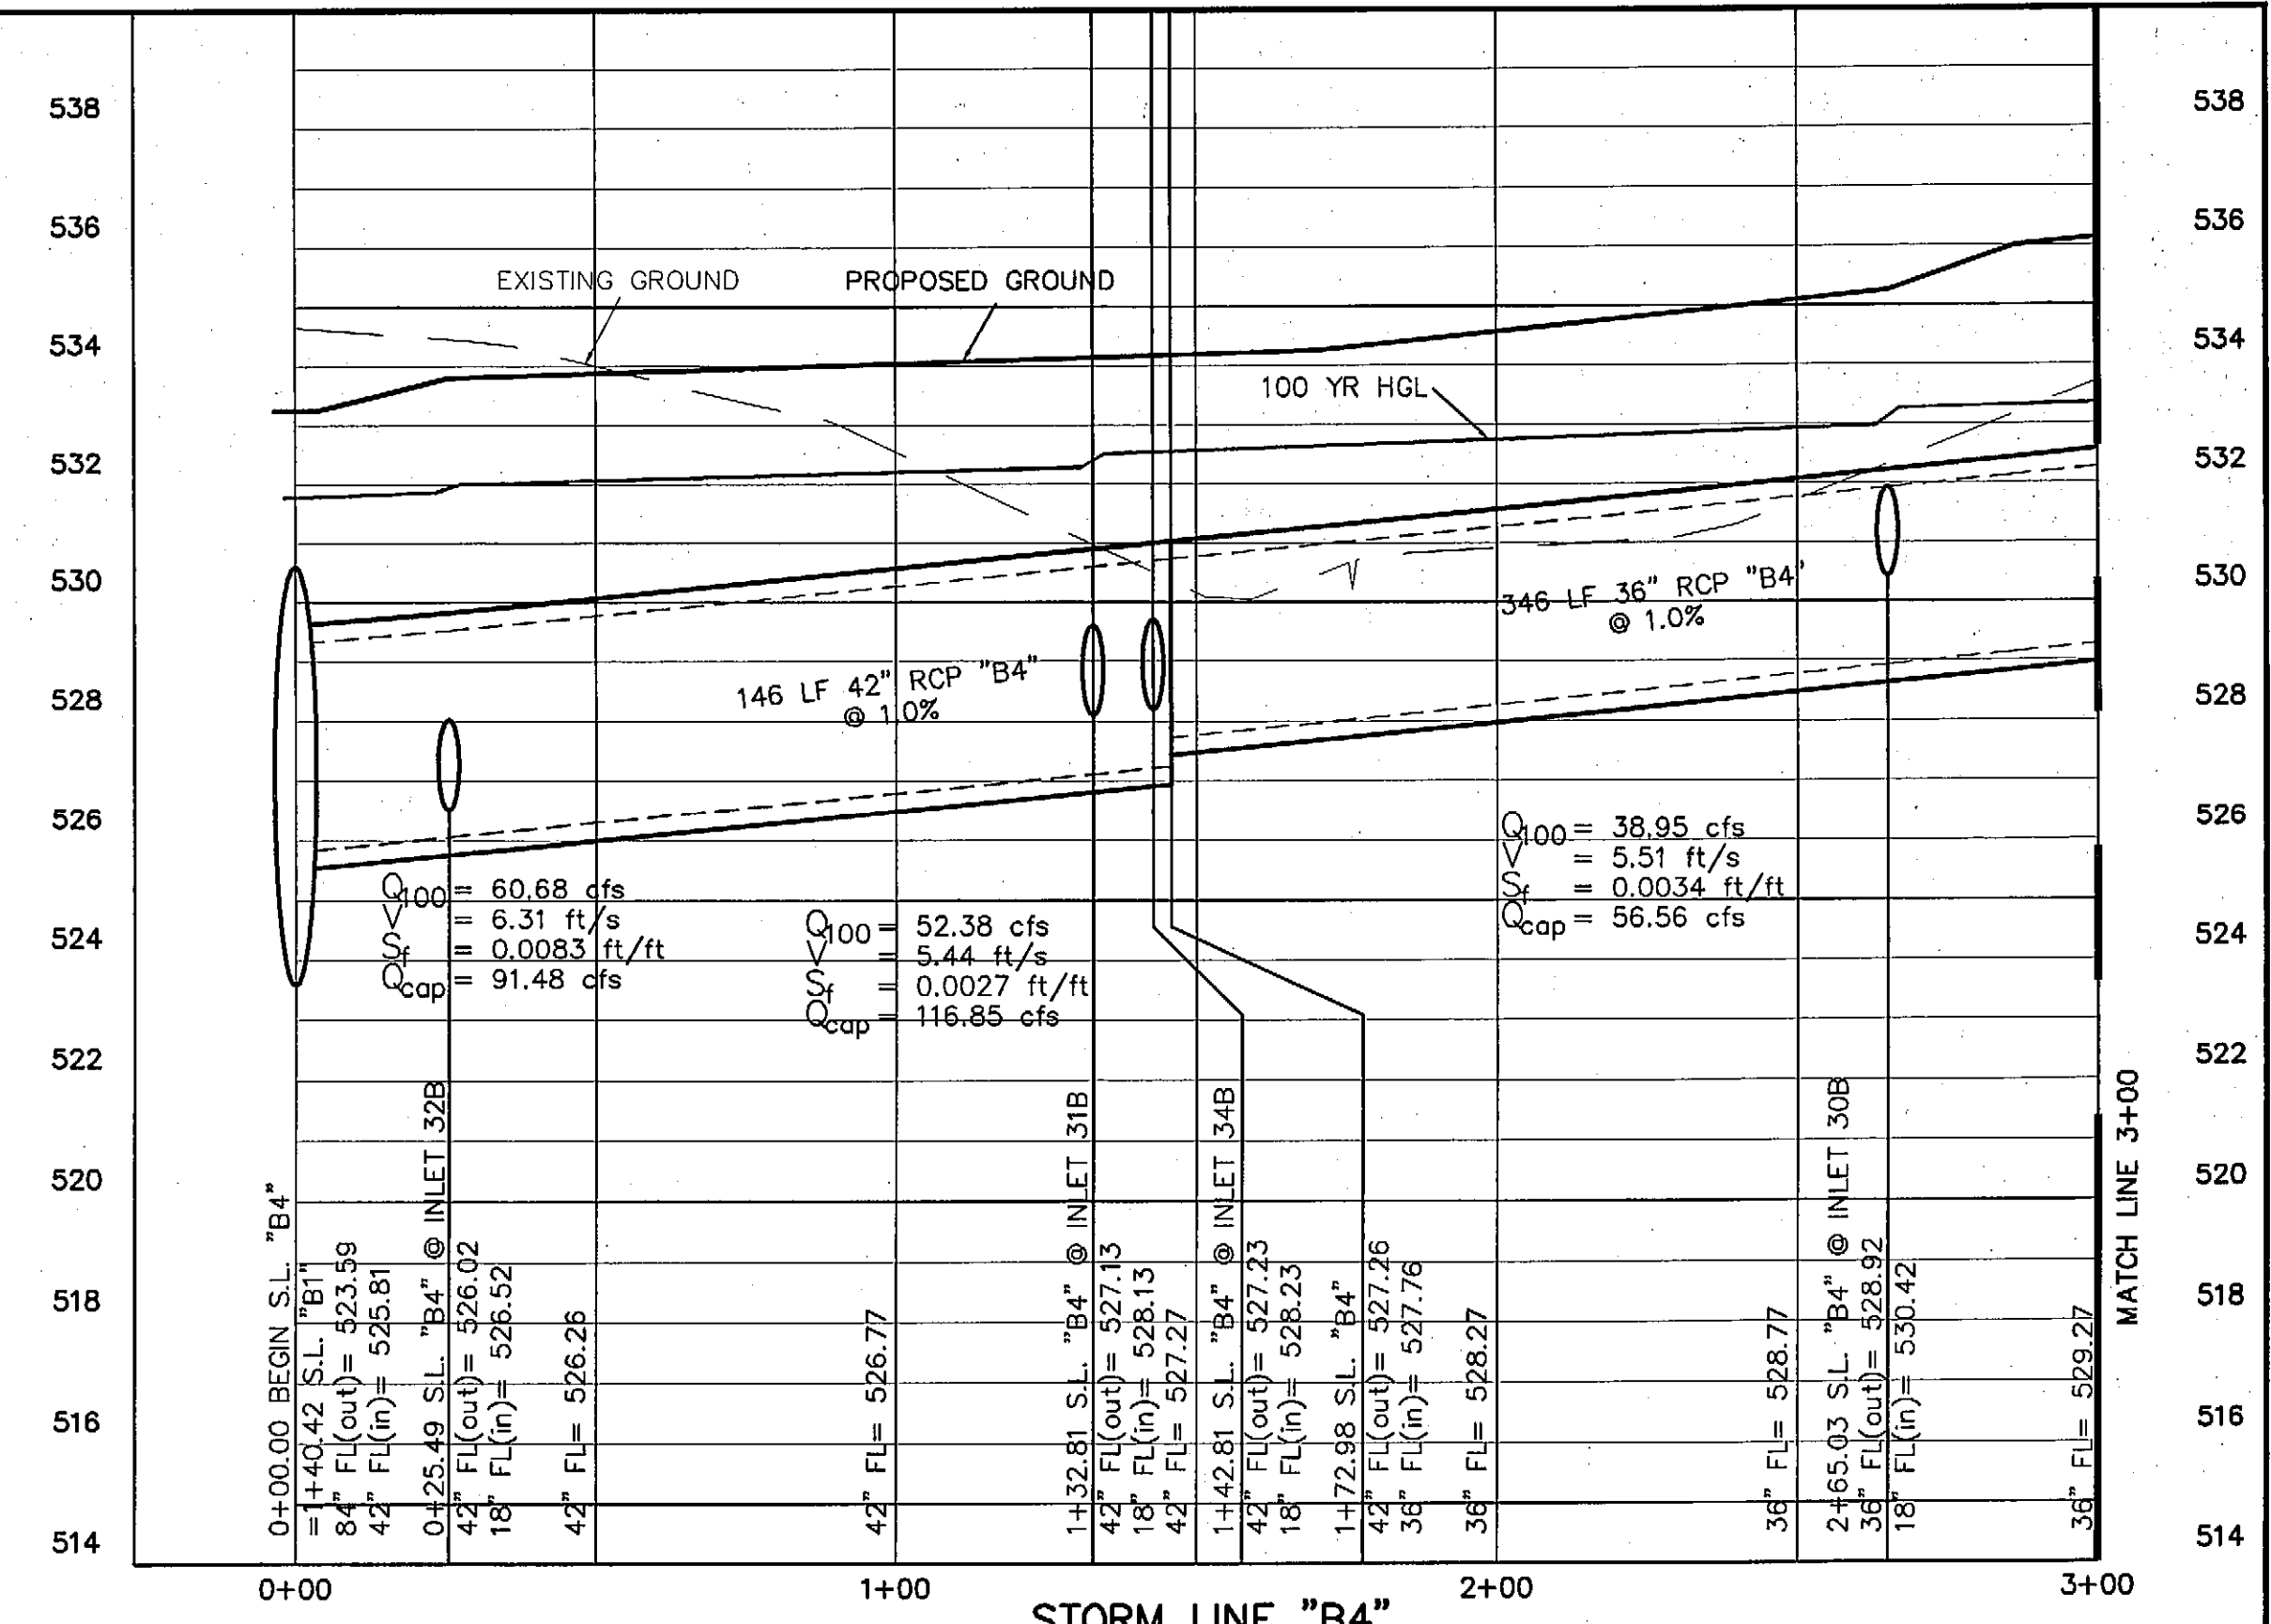 538
538
536
536
EXISTING GROUND
PROPOSED GROUND
534
534
100 YR HGL
532
532
530
530
346 LF 36" RCP "B4"
@ 1.0%
146 LF 42" RCP "B4"
@ 1.0%
528
528
526
526
Q100 = 60.68 cfs
V = 6.31 ft/s
Sf = 0.0083 ft/ft
Qcap = 91.48 cfs
Q100 = 52.38 cfs
V = 5.44 ft/s
Sf = 0.0027 ft/ft
Qcap = 116.85 cfs
Q100 = 38.95 cfs
V = 5.51 ft/s
Sf = 0.0034 ft/ft
Qcap = 56.56 cfs
524
524
522
522
520
520
518
518
516
516
514
514
0+00.00 BEGIN S.L. "B4"
=1+40.42 S.L. "B1"
84" FL(out)= 523.59
42" FL(in)= 525.81
0+25.49 S.L. "B4" @ INLET 32B
42" FL(out)= 526.02
18" FL(in)= 526.52
42" FL= 526.26
42" FL= 526.77
1+32.81 S.L. "B4" @ INLET 31B
42" FL(out)= 527.13
18" FL(in)= 528.13
42" FL= 527.27
1+42.81 S.L. "B4" @ INLET 34B
42" FL(out)= 527.23
18" FL(in)= 528.23
1+72.98 S.L. "B4"
42" FL(out)= 527.26
36" FL(in)= 527.76
36" FL= 528.27
36" FL= 528.77
2+65.03 S.L. "B4" @ INLET 30B
36" FL(out)= 528.92
18" FL(in)= 530.42
36" FL= 529.27
MATCH LINE 3+00
0+00
1+00
2+00
3+00
STORM LINE "B4"